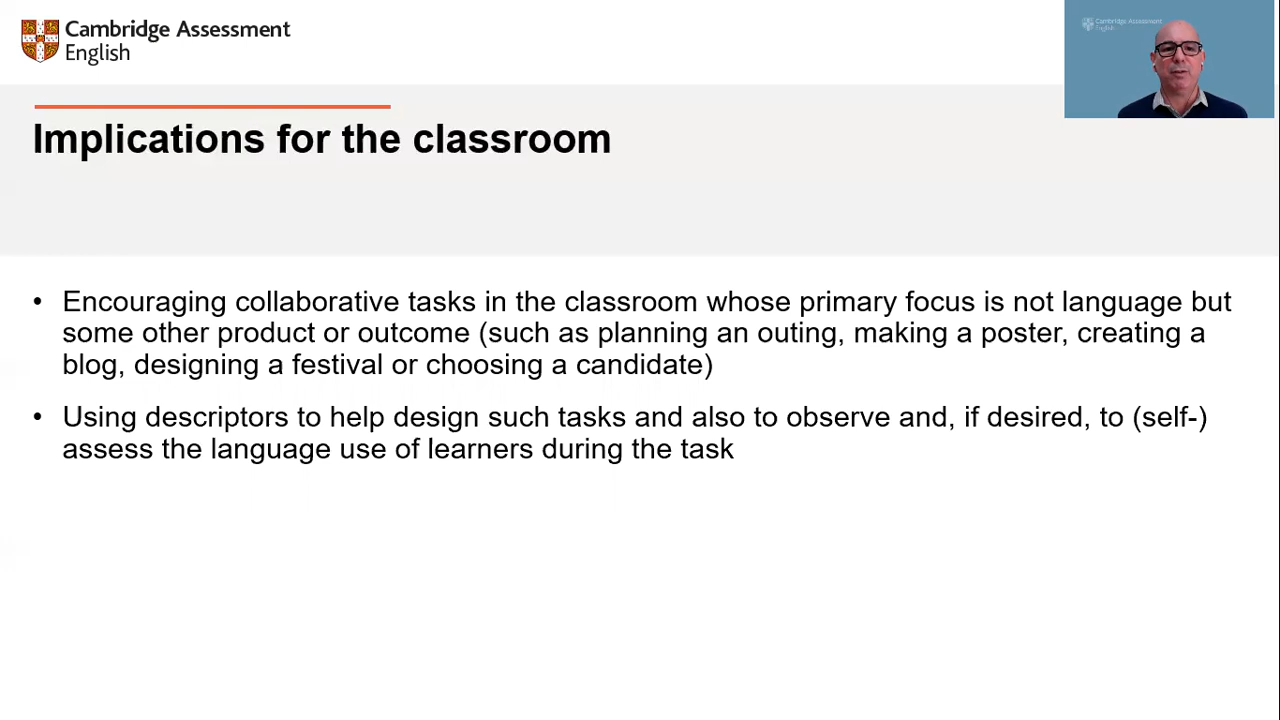 Cambridge Assessment
English
Cambridge Assessment
English
Implications for the classroom
• Encouraging collaborative tasks in the classroom whose primary focus is not language but
some other product or outcome (such as planning an outing, making a poster, creating a
blog, designing a festival or choosing a candidate)
• Using descriptors to help design such tasks and also to observe and, if desired, to (self-)
assess the language use of learners during the task